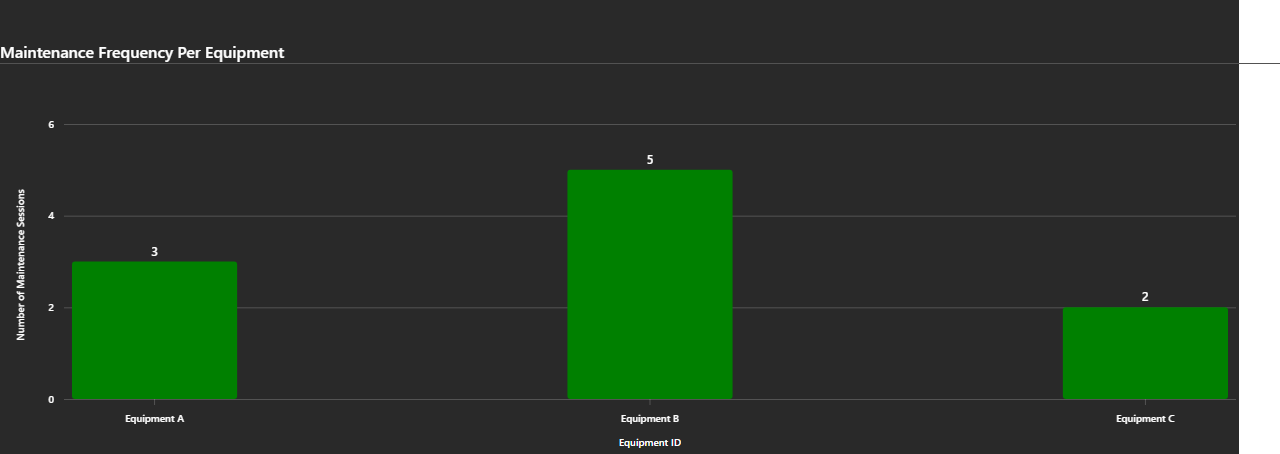 Maintenance Frequency Per Equipment
6
5
Number of Maintenance Sessions
4
3
2
2
0
Equipment A
Equipment B
Equipment C
Equipment ID